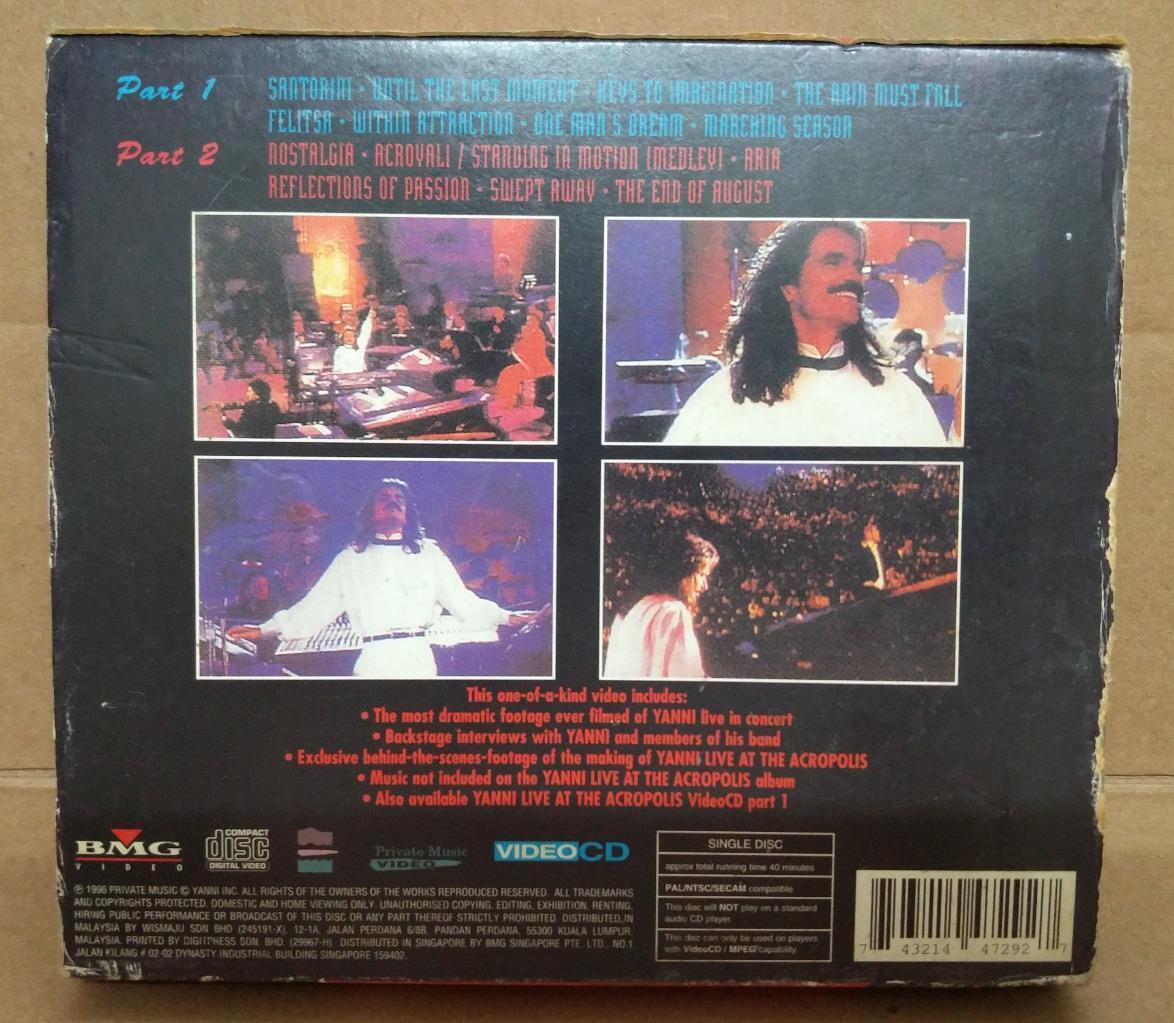 Part 1
SANTORINI • UNTIL THE LAST MOMENT • KEYS TO IMAGINATION • THE RAIN MUST FALL
FELITSA • WITHIN ATTRACTION • ONE MAN'S DREAM • MARCHING SEASON
Part 2
NOSTALGIA • ACROYALI / STANDING IN MOTION (MEDLEY) • ARIA
REFLECTIONS OF PASSION • SWEPT AWAY • THE END OF AUGUST
This one-of-a-kind video includes:
• The most dramatic footage ever filmed of YANNI live in concert
• Backstage interviews with YANNI and members of his band
• Exclusive behind-the-scenes-footage of the making of YANNI LIVE AT THE ACROPOLIS
• Music not included on the YANNI LIVE AT THE ACROPOLIS album
• Also available YANNI LIVE AT THE ACROPOLIS VideoCD part 1
BMG
VIDEO
COMPACT
disc
DIGITAL VIDEO
Private Music
VIDEO
VIDEOCD
℗ 1996 PRIVATE MUSIC © YANNI INC. ALL RIGHTS OF THE OWNERS OF THE WORKS REPRODUCED RESERVED. ALL TRADEMARKS
AND COPYRIGHTS PROTECTED. DOMESTIC AND HOME VIEWING ONLY. UNAUTHORISED COPYING, EDITING, EXHIBITION, RENTING,
HIRING PUBLIC PERFORMANCE OR BROADCAST OF THIS DISC OR ANY PART THEREOF STRICTLY PROHIBITED. DISTRIBUTED IN
MALAYSIA BY WISMAJU SDN BHD (245191-X), 12-1A, JALAN PERDANA 6/8B, PANDAN PERDANA, 55300 KUALA LUMPUR,
MALAYSIA. PRINTED BY DIGITPRESS SDN. BHD. (29967-H) DISTRIBUTED IN SINGAPORE BY BMG SINGAPORE PTE. LTD., NO.1
JALAN KILANG # 02-02 DYNASTY INDUSTRIAL BUILDING SINGAPORE 159402.
SINGLE DISC
approx total running time 40 minutes
PAL/NTSC/SECAM compatible
This disc will NOT play on a standard
audio CD player.
This disc can only be used on players
with VideoCD / MPEG capability
7 43214 47292 7